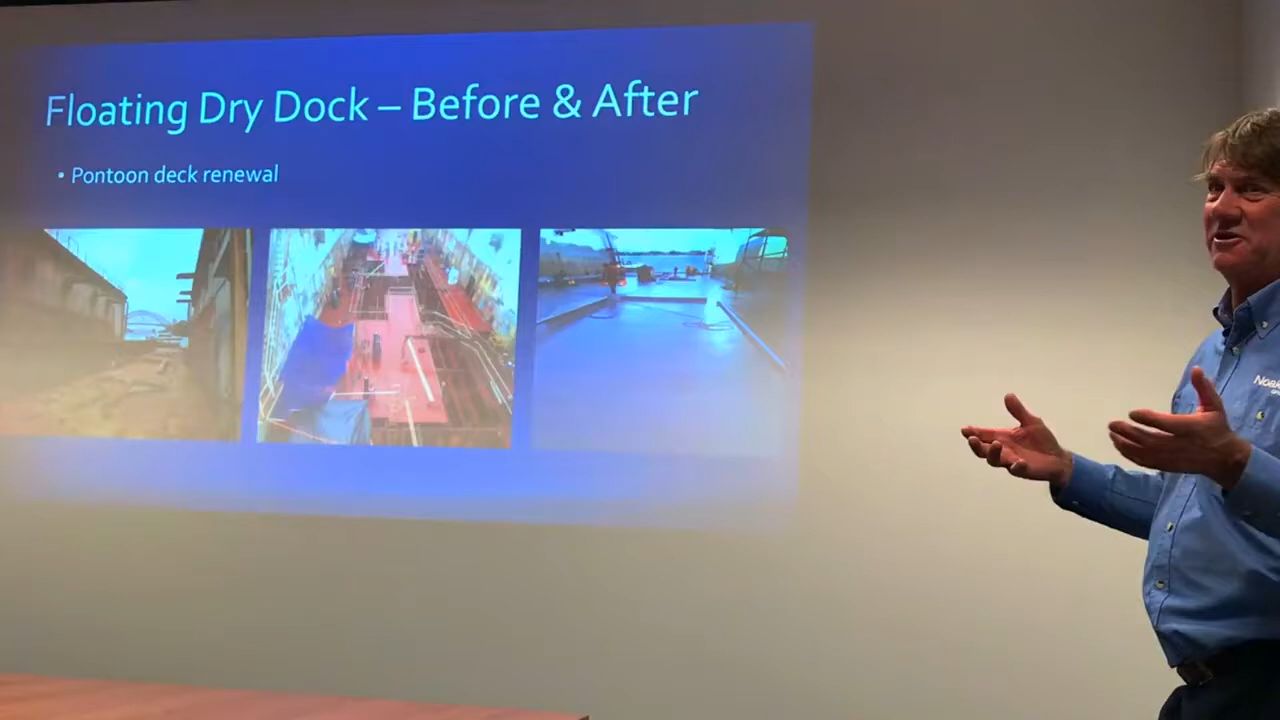 Floating Dry Dock – Before & After
• Pontoon deck renewal